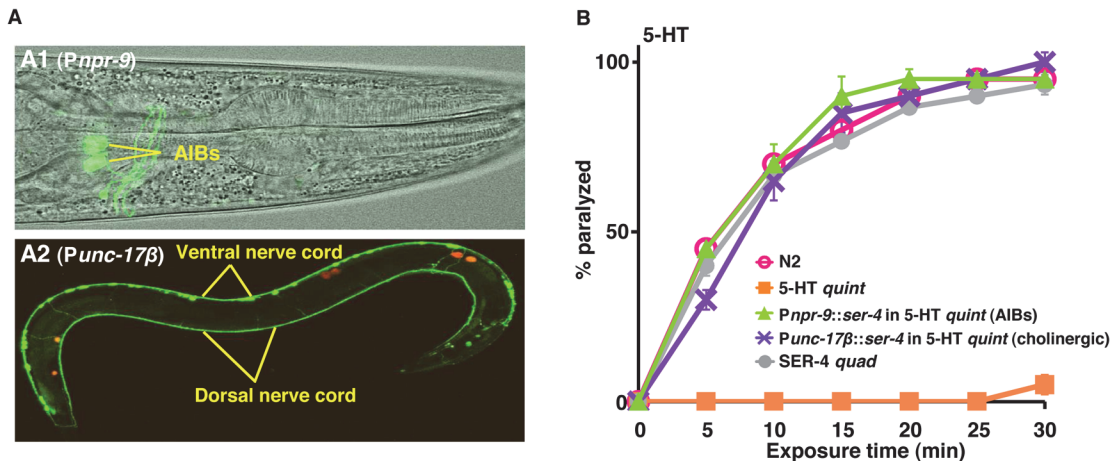 A
A1 (Pnpr-9)
AIBs
A2 (Punc-17β)
Ventral nerve cord
Dorsal nerve cord
B
5-HT
% paralyzed
100
50
0
N2
5-HT quint
Pnpr-9::ser-4 in 5-HT quint (AIBs)
Punc-17β::ser-4 in 5-HT quint (cholinergic)
SER-4 quad
0 5 10 15 20 25 30
Exposure time (min)